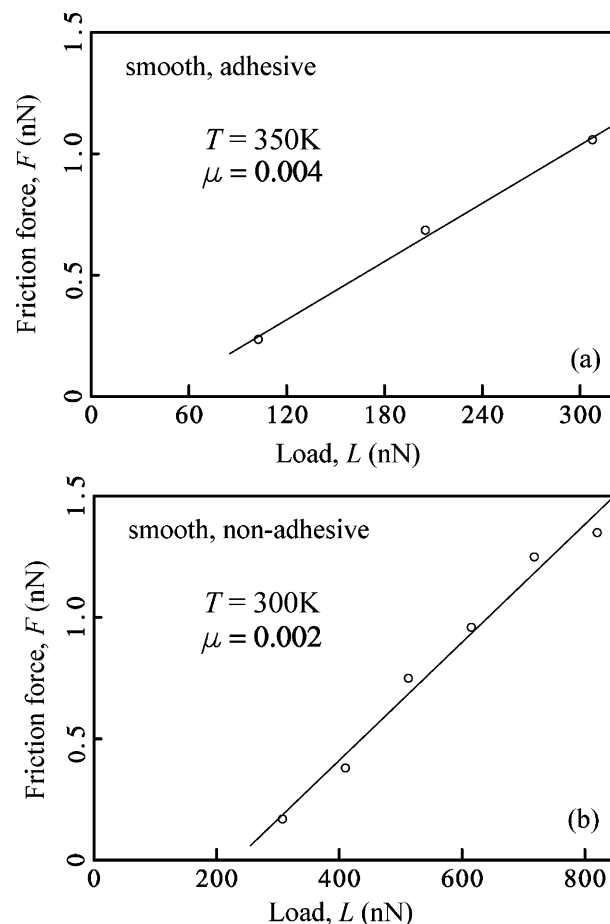 1.5
smooth, adhesive
T = 350K
1.0
μ = 0.004
Friction force, F (nN)
0.5
(a)
0
0 60 120 180 240 300
Load, L (nN)
1.5
smooth, non-adhesive
T = 300K
1.0
μ = 0.002
Friction force, F (nN)
0.5
(b)
0
0 200 400 600 800
Load, L (nN)